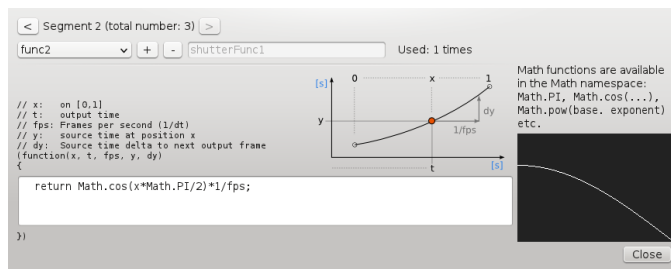 < Segment 2 (total number: 3) >
func2 + - shutterFunc1 Used: 1 times
[s] 0 x 1
y dy
1/fps
t [s]
Math functions are available
in the Math namespace:
Math.PI, Math.cos(...),
Math.pow(base. exponent)
etc.
// x: on [0,1]
// t: output time
// fps: Frames per second (1/dt)
// y: source time at position x
// dy: Source time delta to next output frame
(function(x, t, fps, y, dy)
{
return Math.cos(x*Math.PI/2)*1/fps;
})
Close